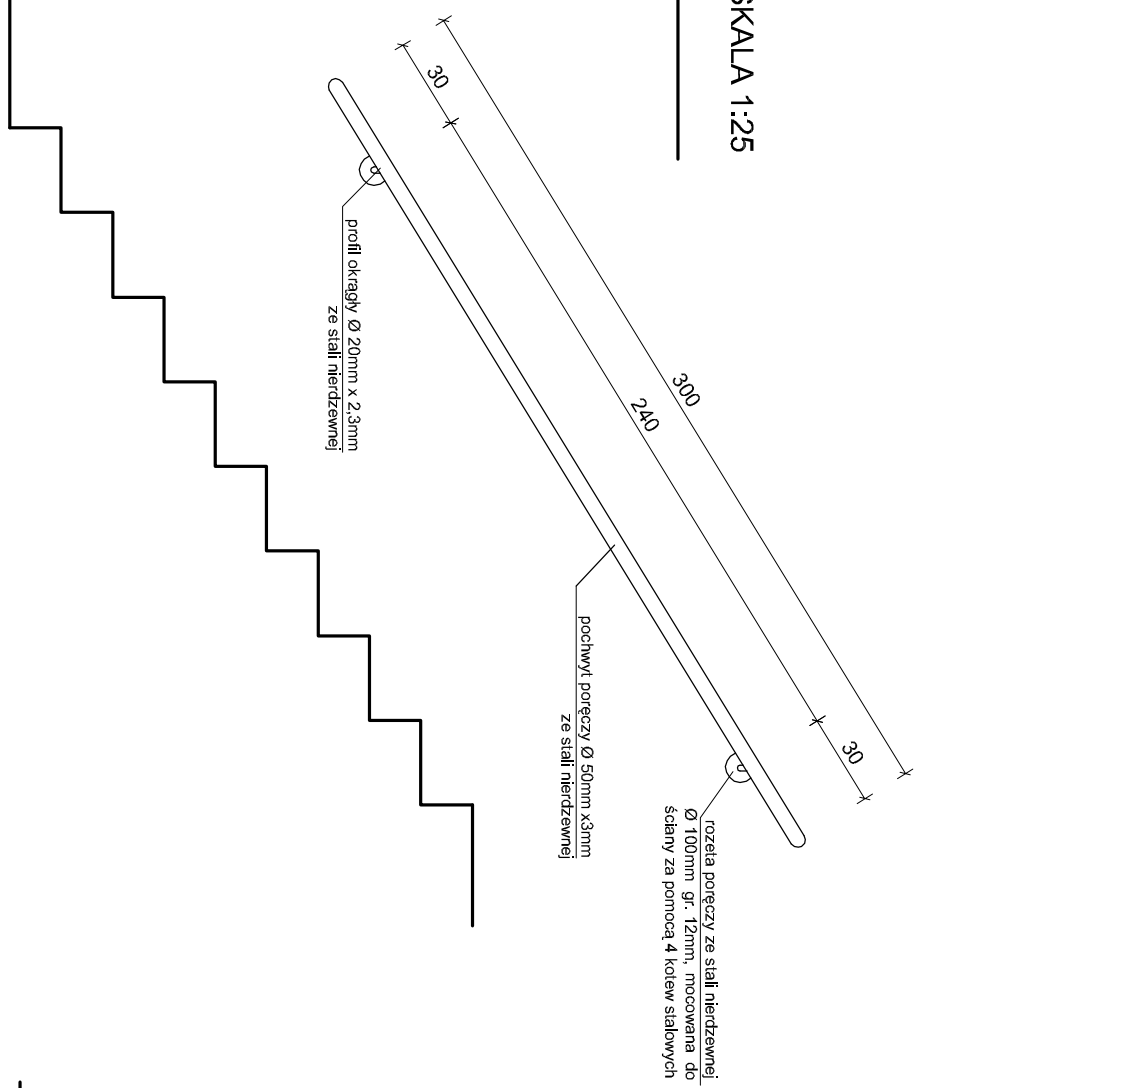 SKALA 1:25
300
30
240
30
profil okrągły Ø 20mm x 2,3mm
ze stali nierdzewnej
pochwyt poręczy Ø 50mm x3mm
ze stali nierdzewnej
rozeta poręczy ze stali nierdzewnej
Ø 100mm gr. 12mm, mocowana do
ściany za pomocą 4 kotew stalowych